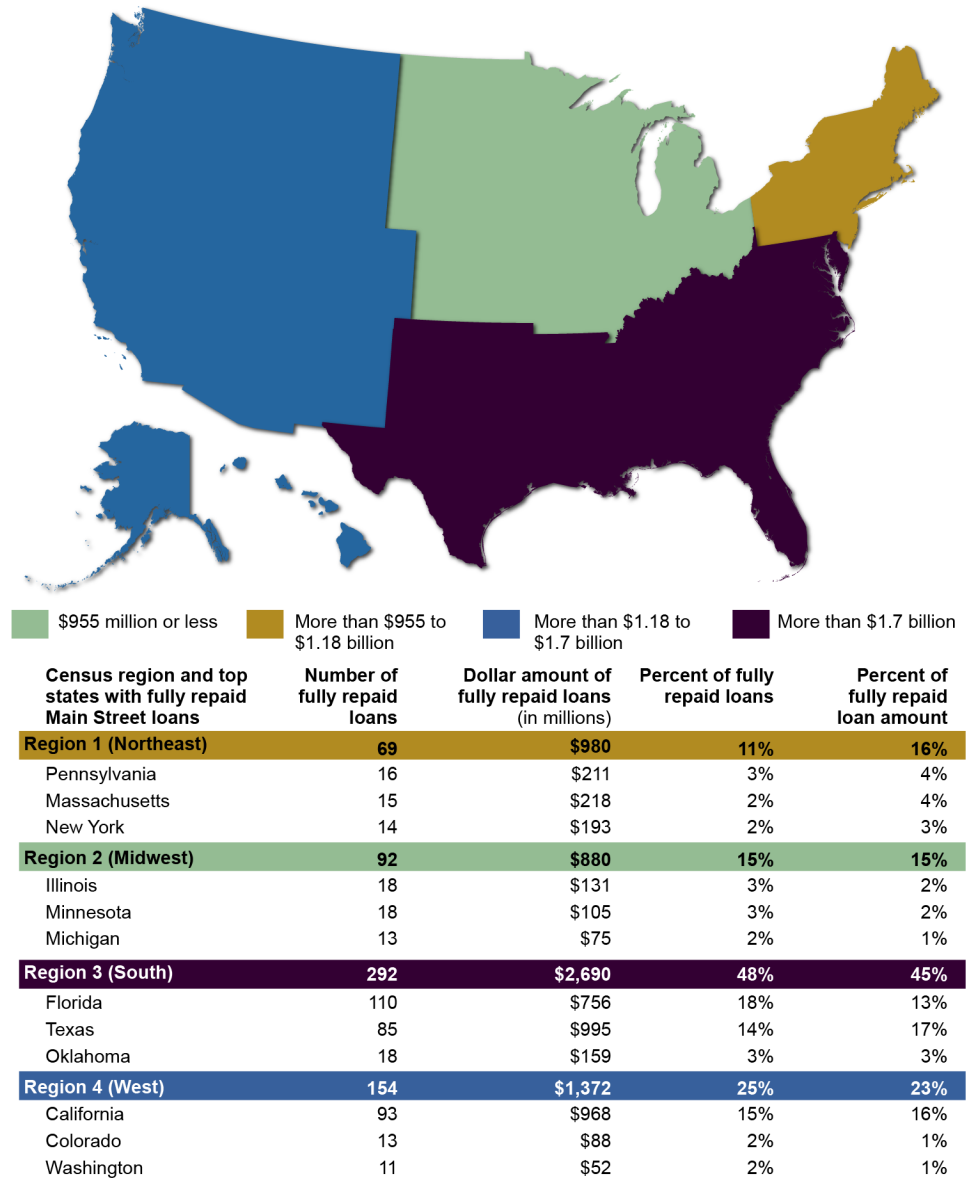 $955 million or less
More than $955 to
$1.18 billion
More than $1.18 to
$1.7 billion
More than $1.7 billion
Census region and top
states with fully repaid
Main Street loans
Number of
fully repaid
loans
Dollar amount of
fully repaid loans
(in millions)
Percent of fully
repaid loans
Percent of
fully repaid
loan amount
Region 1 (Northeast) 69 $980 11% 16%
Pennsylvania 16 $211 3% 4%
Massachusetts 15 $218 2% 4%
New York 14 $193 2% 3%
Region 2 (Midwest) 92 $880 15% 15%
Illinois 18 $131 3% 2%
Minnesota 18 $105 3% 2%
Michigan 13 $75 2% 1%
Region 3 (South) 292 $2,690 48% 45%
Florida 110 $756 18% 13%
Texas 85 $995 14% 17%
Oklahoma 18 $159 3% 3%
Region 4 (West) 154 $1,372 25% 23%
California 93 $968 15% 16%
Colorado 13 $88 2% 1%
Washington 11 $52 2% 1%